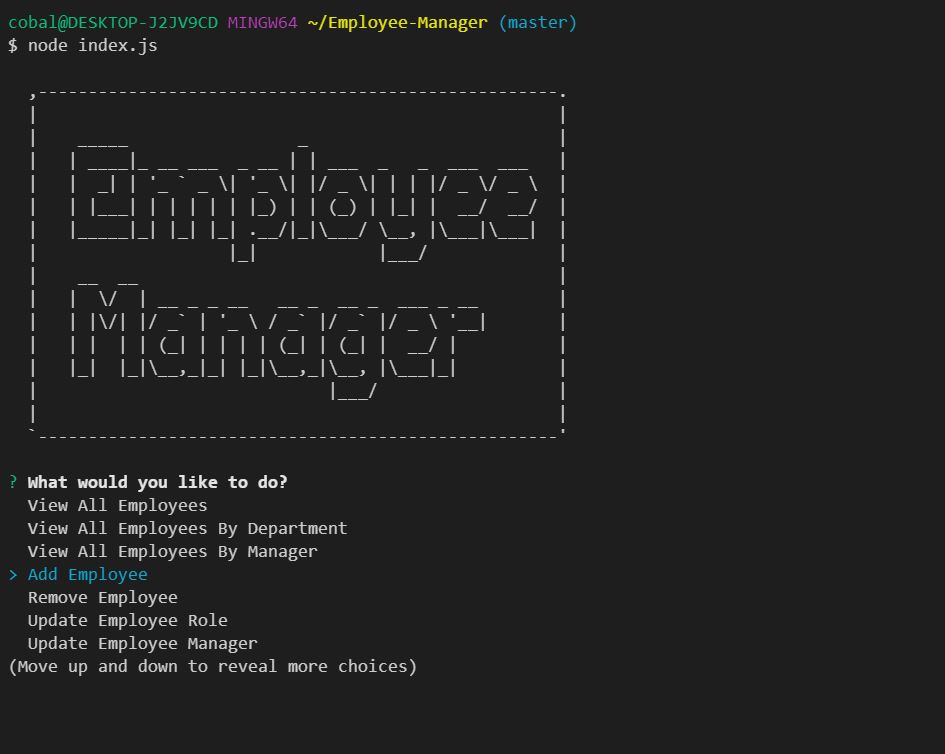 cobal@DESKTOP-J2JV9CD MINGW64 ~/Employee-Manager (master)
$ node index.js
Employee
Manager
? What would you like to do?
View All Employees
View All Employees By Department
View All Employees By Manager
> Add Employee
Remove Employee
Update Employee Role
Update Employee Manager
(Move up and down to reveal more choices)